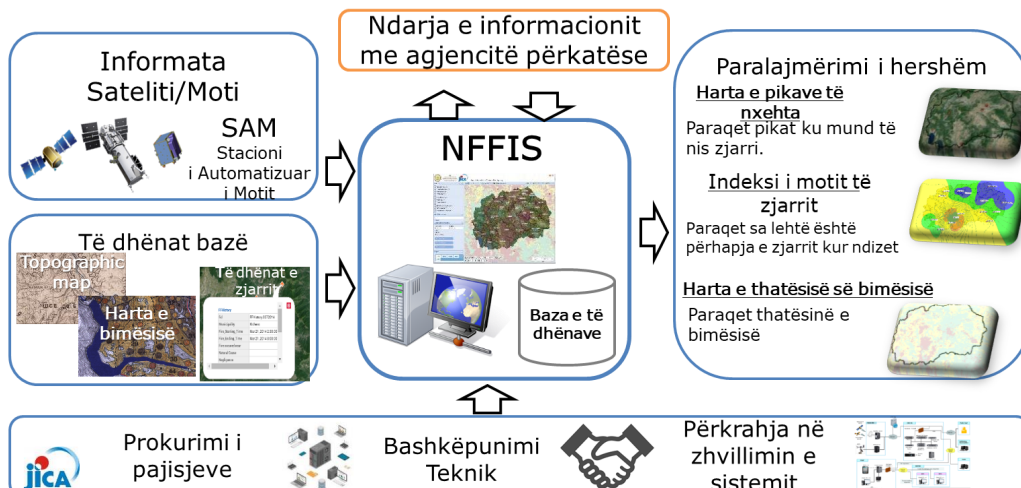 Ndarja e informacionit
me agjencitë përkatëse
Informata
Sateliti/Moti
SAM
Stacioni
i Automatizuar
i Motit
Të dhënat bazë
Topographic
map
Harta e
bimësisë
Të dhënat e
zjarrit
NFFIS
Baza e të
dhënave
Paralajmërimi i hershëm
Harta e pikave të
nxehta
Paraqet pikat ku mund të
nis zjarri.
Indeksi i motit të
zjarrit
Paraqet sa lehtë është
përhapja e zjarrit kur ndizet
Harta e thatësisë së bimësisë
Paraqet thatësinë e
bimësisë
jICA
Prokurimi i
pajisjeve
Bashkëpunimi
Teknik
Përkrahja në
zhvillimin e
sistemit